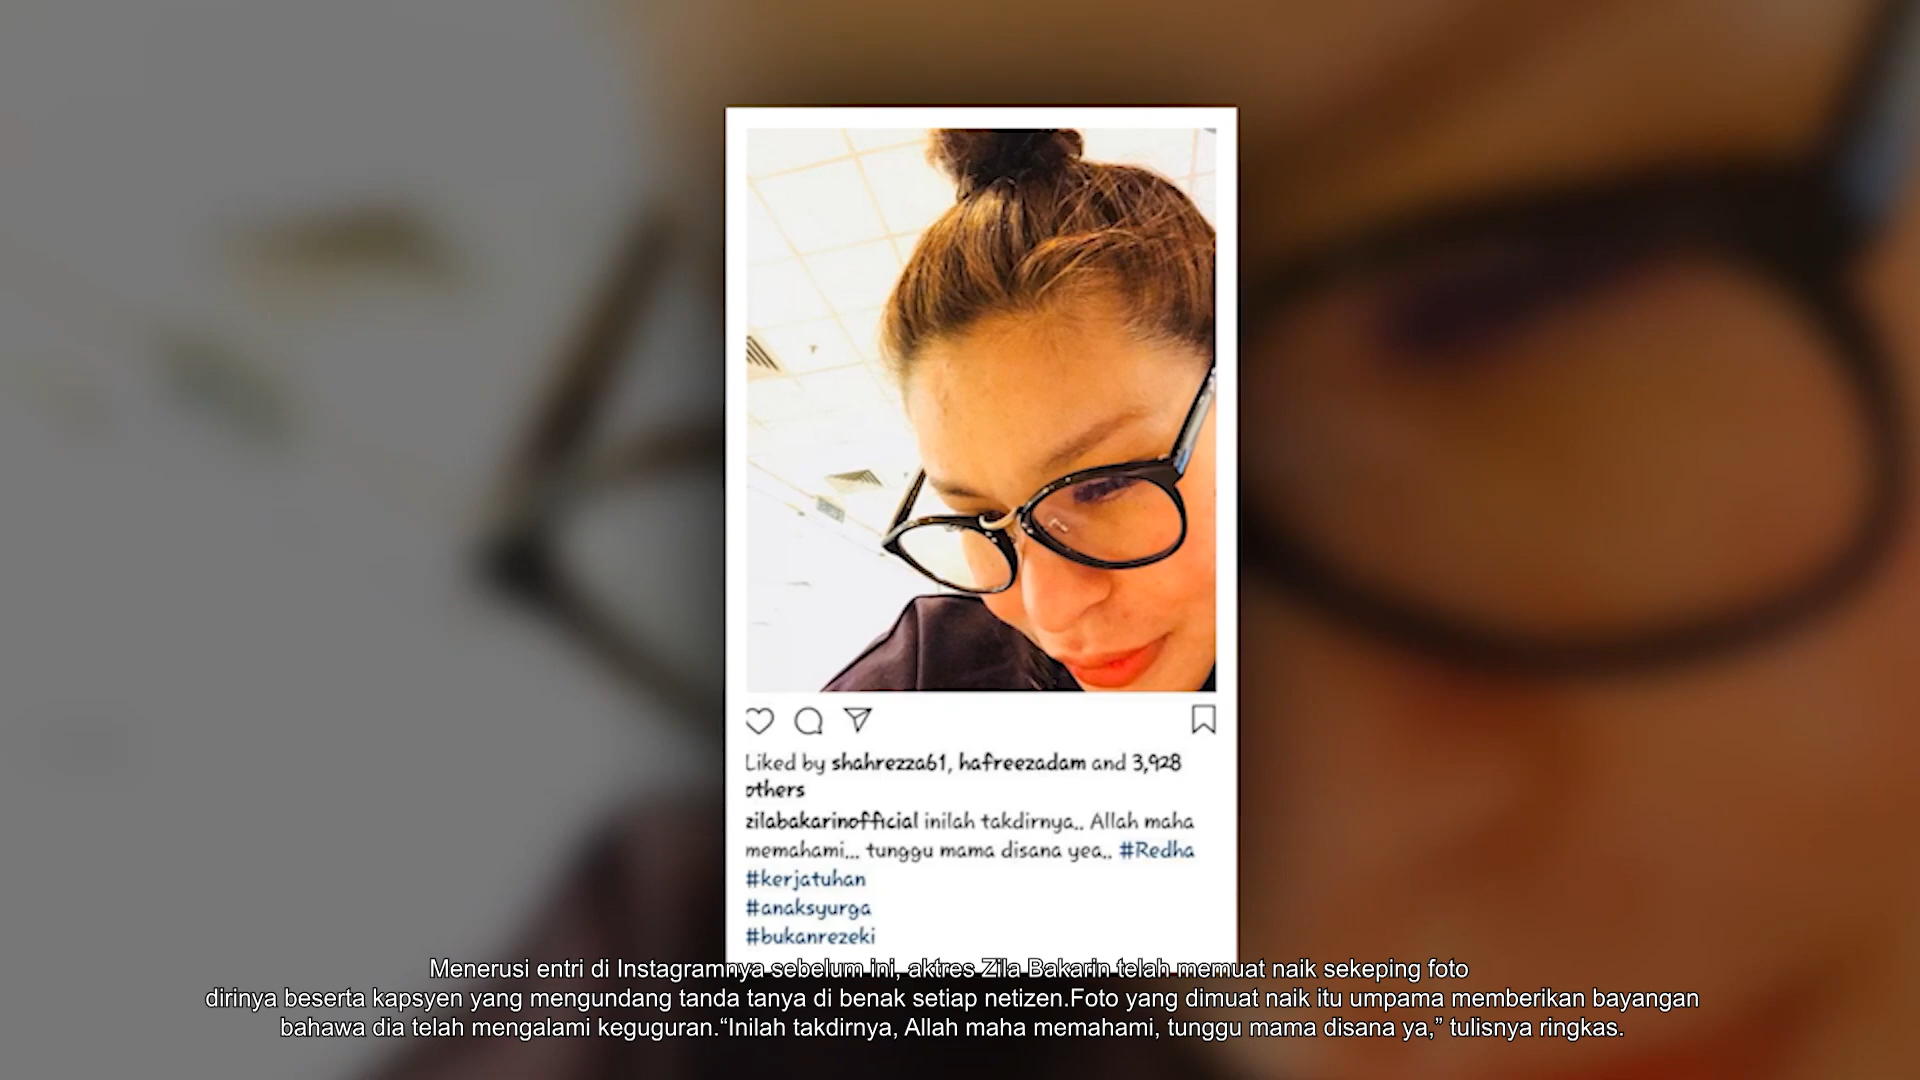 Liked by shahrezza61, hafreezadam and 3,928
others
zilabakarinofficial inilah takdirnya.. Allah maha
memahami... tunggu mama disana yea.. #Redha
#kerjatuhan
#anaksyurga
#bukanrezeki
Menerusi entri di Instagramnya sebelum ini, aktres Zila Bakarin telah memuat naik sekeping foto
dirinya beserta kapsyen yang mengundang tanda tanya di benak setiap netizen.Foto yang dimuat naik itu umpama memberikan bayangan
bahawa dia telah mengalami keguguran.“Inilah takdirnya, Allah maha memahami, tunggu mama disana ya,” tulisnya ringkas.